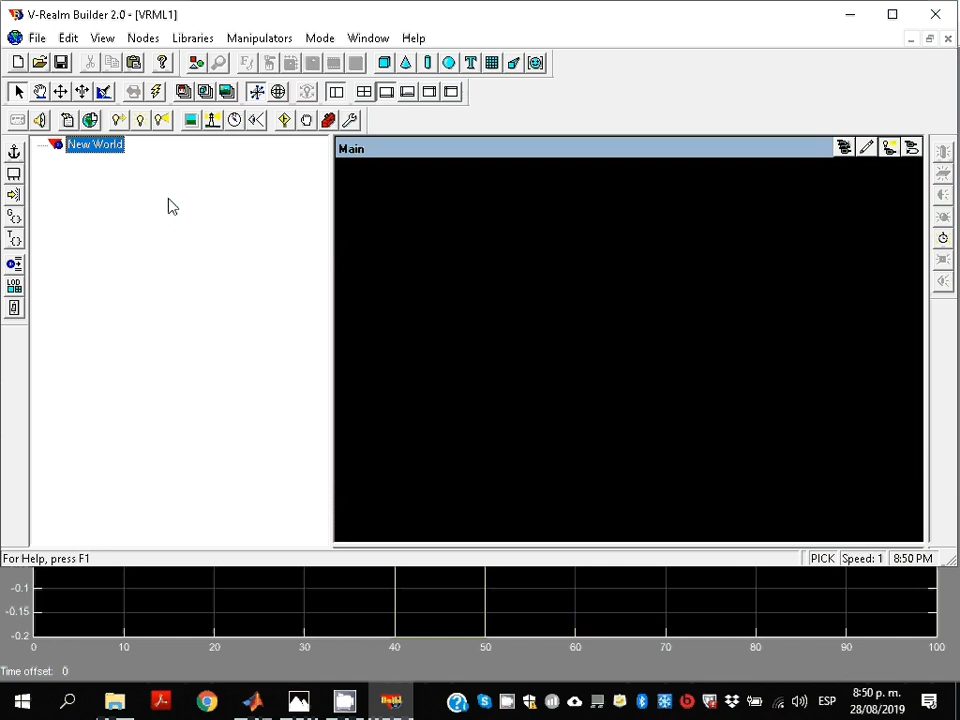 V-Realm Builder 2.0 - [VRML1]
File Edit View Nodes Libraries Manipulators Mode Window Help
New World
Main
LOD
For Help, press F1
PICK Speed: 1 8:50 PM
-0.1
-0.15
-0.2
0 10 20 30 40 50 60 70 80 90 100
Time offset: 0
ESP
8:50 p. m.
28/08/2019